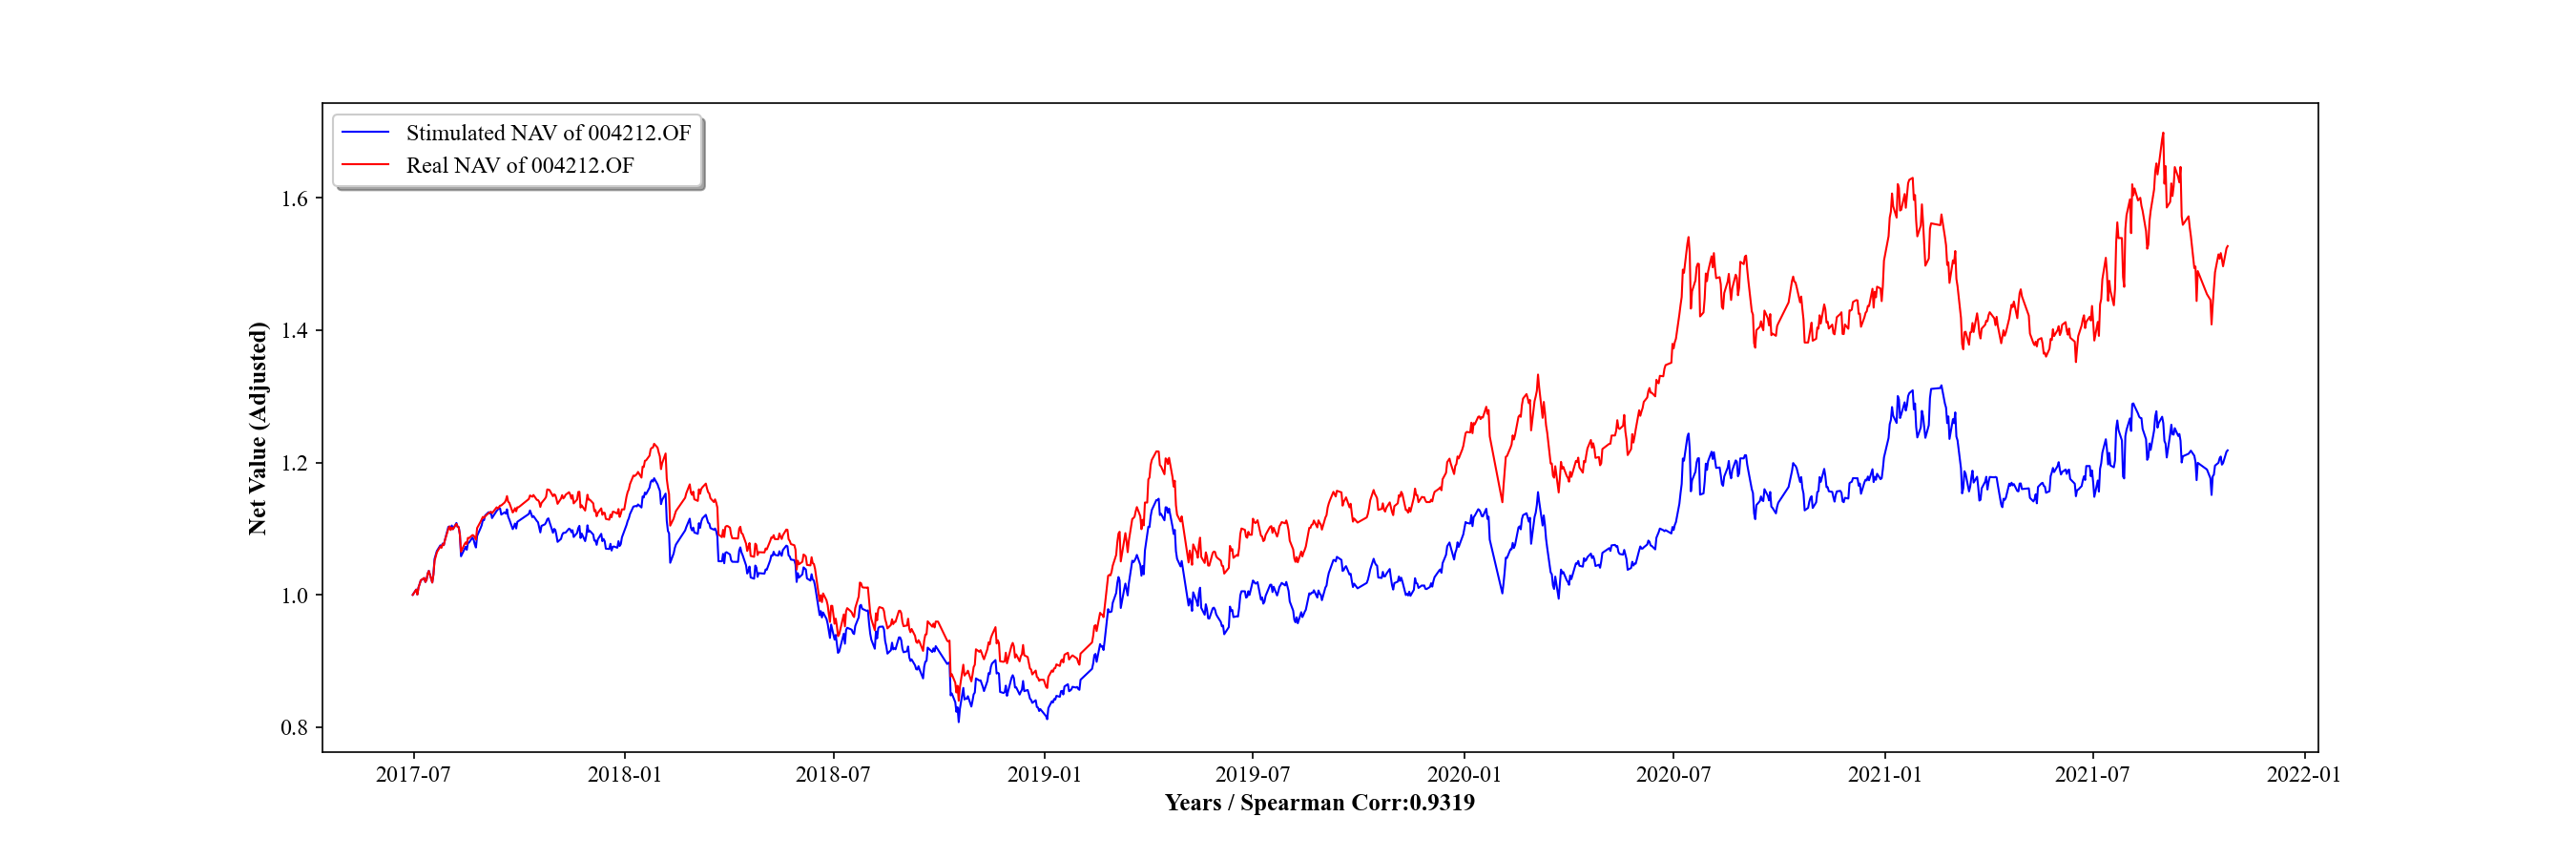 Stimulated NAV of 004212.OF
Real NAV of 004212.OF
Net Value (Adjusted)
1.6
1.4
1.2
1.0
0.8
2017-07 2018-01 2018-07 2019-01 2019-07 2020-01 2020-07 2021-01 2021-07 2022-01
Years / Spearman Corr:0.9319